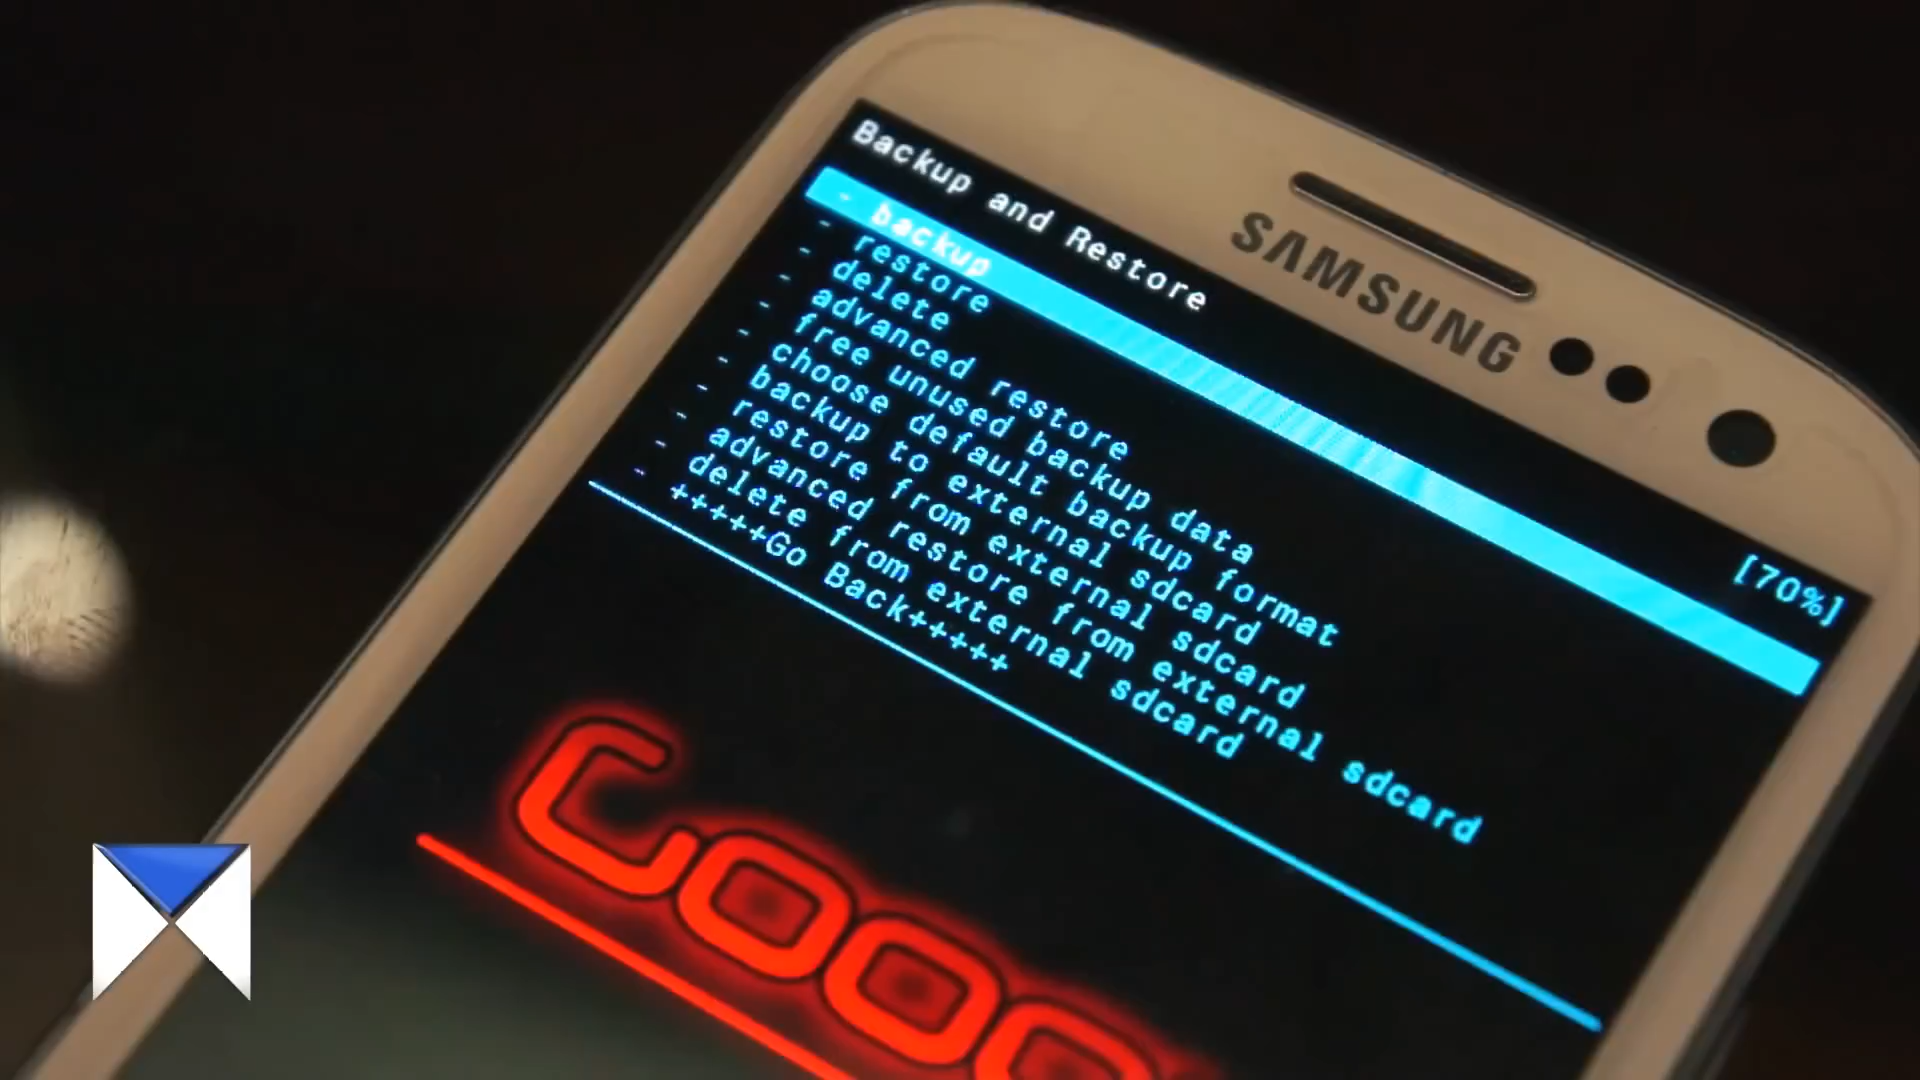 SAMSUNG
Backup and Restore
[70%]
- backup
- restore
- delete
- advanced restore
- free unused backup data
- choose default backup format
- backup to external sdcard
- restore from external sdcard
- advanced restore from external sdcard
- delete from external sdcard
- +++++Go Back+++++